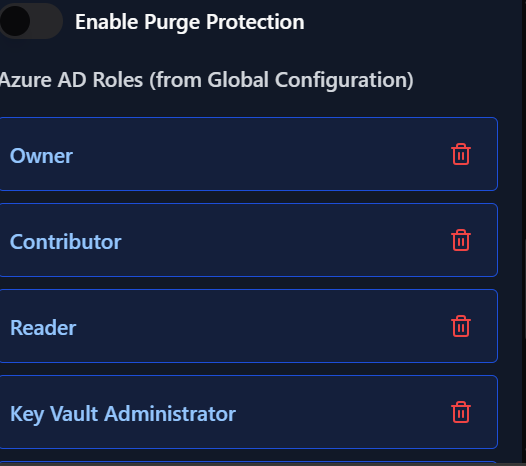 Enable Purge Protection
Azure AD Roles (from Global Configuration)
Owner
Contributor
Reader
Key Vault Administrator